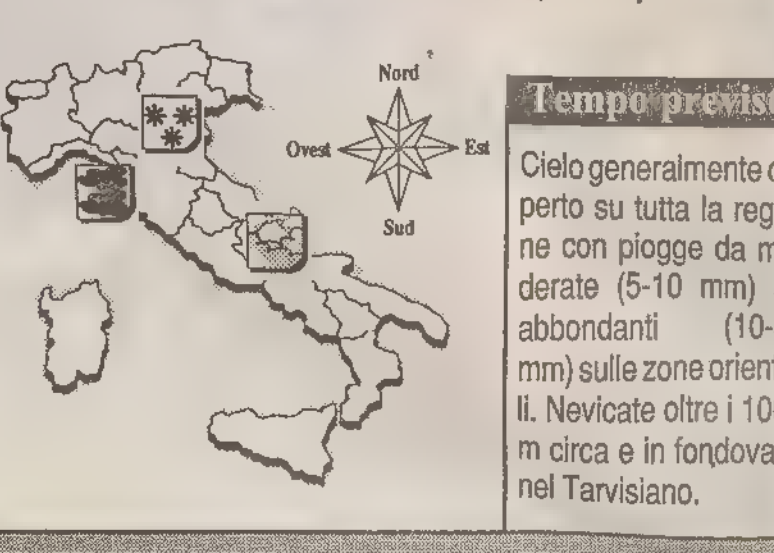 Nord
Ovest
Est
Sud
Tempo previs
Cielo generalmente
perto su tutta la reg
ne con piogge da m
derate (5-10 mm)
abbondanti (10-
mm) sulle zone orient
li. Nevicate oltre i 10-
m circa e in fondova
nel Tarvisiano.